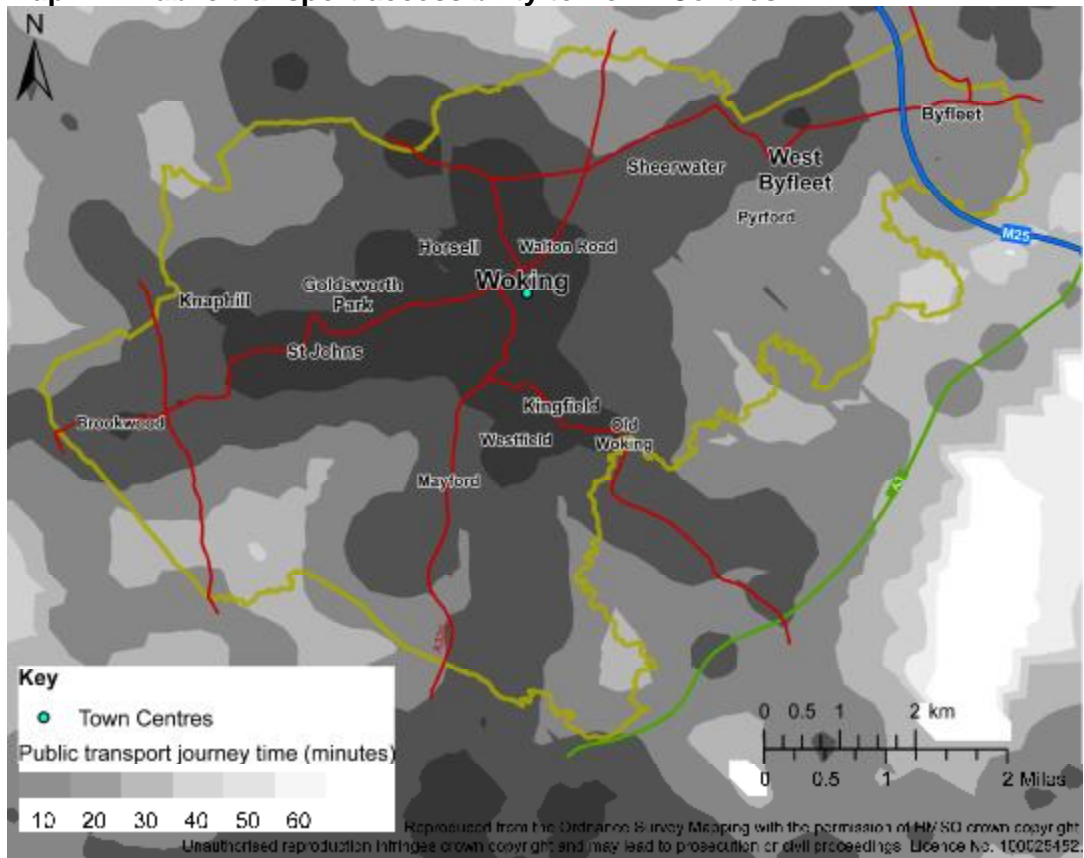 N
Byfleet
West
Byfleet
Sheerwater
Pyrford
M25
Horsell
Walton Road
Woking
Goldsworth
Park
Knaphill
St Johns
Kingfield
Old
Woking
Brookwood
Westfield
Mayford
Key
Town Centres
Public transport journey time (minutes)
10 20 30 40 50 60
0 0.5 1 2 km
0 0.5 1 2 Miles
Reproduced from the Ordnance Survey Mapping with the permission of HMSO crown copyright
Unauthorised reproduction infringes crown copyright and may lead to prosecution or civil proceedings Licence No. 100025452.